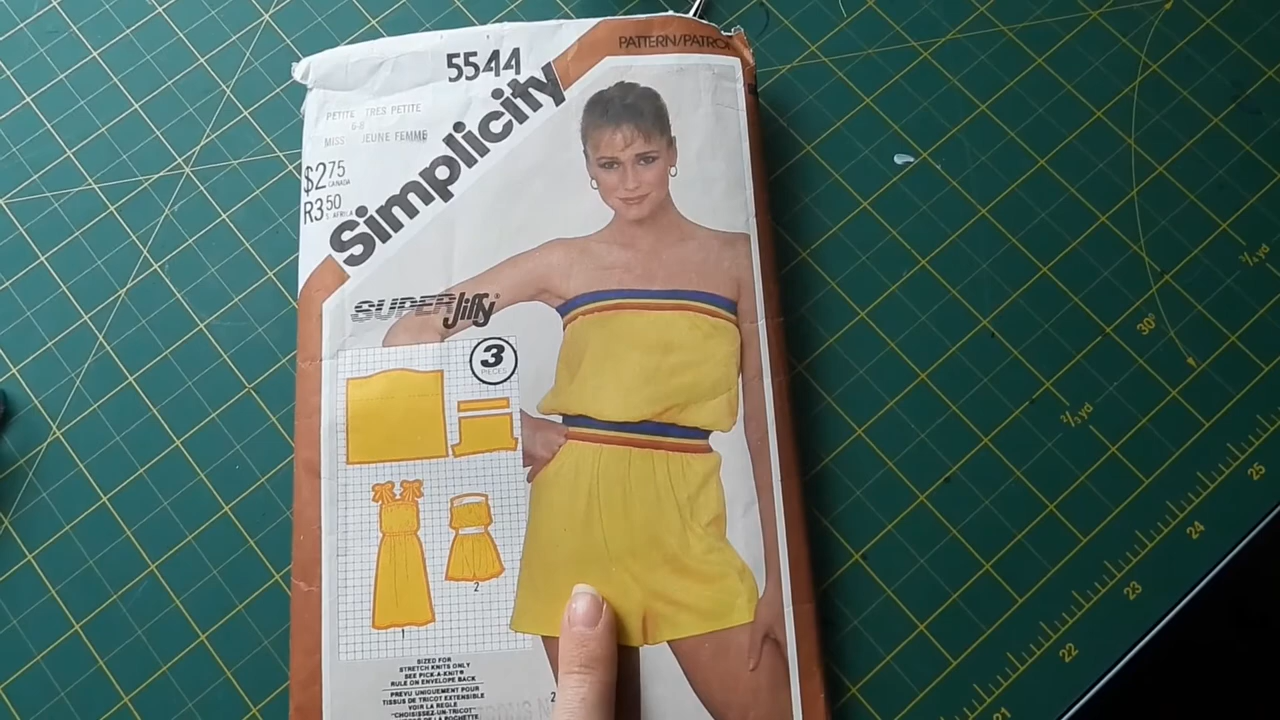 PATTERN/PATRO
5544
Simplicity
PETITE TRES PETITE
6-8
MISS JEUNE FEMME
$2.75
CANADA
R3.50
S. AFRICA
SUPER Jiffy®
3
PIECES
1
2
SIZED FOR
STRETCH KNITS ONLY
SEE PICK-A-KNIT®
RULE ON ENVELOPE BACK
PREVU UNIQUEMENT POUR
TISSUS DE TRICOT EXTENSIBLE
VOIR LA REGLE
"CHOISISSEZ-UN-TRICOT"
2
1/4 yd
30°
2/3 yd
25
24
23
22
21